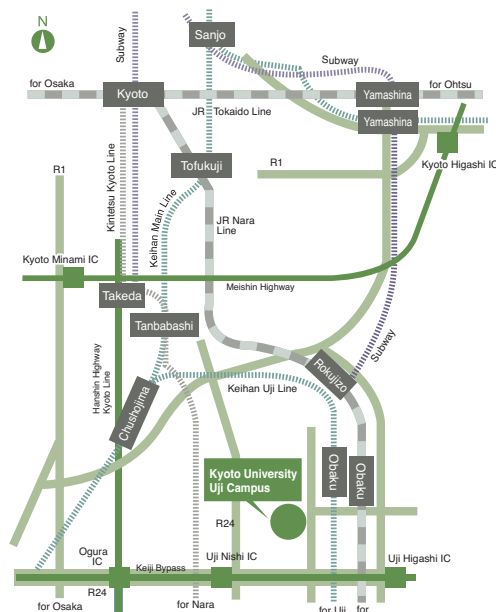 N
Subway
Sanjo
Subway
for Osaka
Kyoto
Yamashina
for Ohtsu
JR
Tokaido Line
Yamashina
Kyoto Higashi IC
R1
R1
Tofukuji
Kintetsu Kyoto Line
Keihan Main Line
JR Nara
Line
Kyoto Minami IC
Meishin Highway
Takeda
Tanbabashi
Subway
Rokujizo
Hanshin Highway
Kyoto Line
Chushojima
Keihan Uji Line
Kyoto University
Uji Campus
Obaku
Obaku
R24
Ogura
IC
Keiji Bypass
Uji Nishi IC
Uji Higashi IC
R24
for Osaka
for Nara
for Uji
for